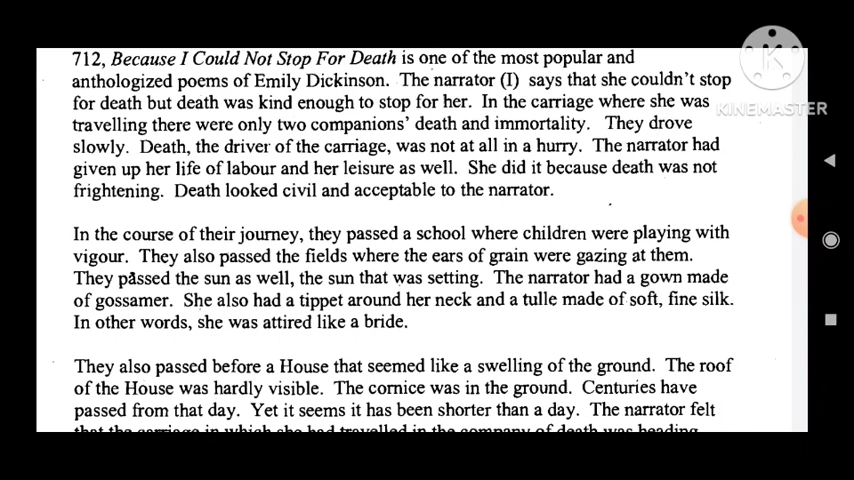 712, Because I Could Not Stop For Death is one of the most popular and
anthologized poems of Emily Dickinson. The narrator (I) says that she couldn't stop
for death but death was kind enough to stop for her. In the carriage where she was
travelling there were only two companions' death and immortality. They drove
slowly. Death, the driver of the carriage, was not at all in a hurry. The narrator had
given up her life of labour and her leisure as well. She did it because death was not
frightening. Death looked civil and acceptable to the narrator.
In the course of their journey, they passed a school where children were playing with
vigour. They also passed the fields where the ears of grain were gazing at them.
They passed the sun as well, the sun that was setting. The narrator had a gown made
of gossamer. She also had a tippet around her neck and a tulle made of soft, fine silk.
In other words, she was attired like a bride.
They also passed before a House that seemed like a swelling of the ground. The roof
of the House was hardly visible. The cornice was in the ground. Centuries have
passed from that day. Yet it seems it has been shorter than a day. The narrator felt
that the carriage in which she had travelled in the company of death was heading
K
KINEMASTER